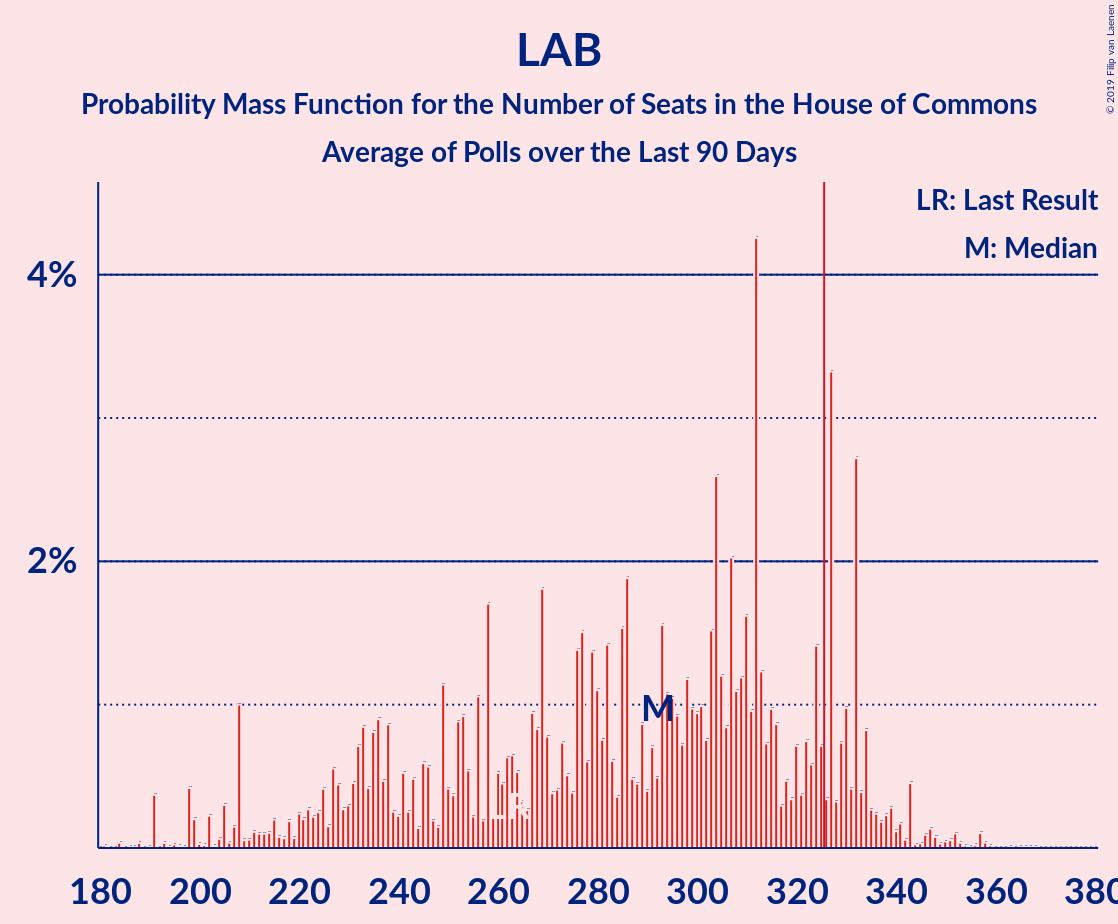 LAB
Probability Mass Function for the Number of Seats in the House of Commons
Average of Polls over the Last 90 Days
© 2019 Filip van Laenen
LR: Last Result
M: Median
4%
2%
M
LR
180 200 220 240 260 280 300 320 340 360 380